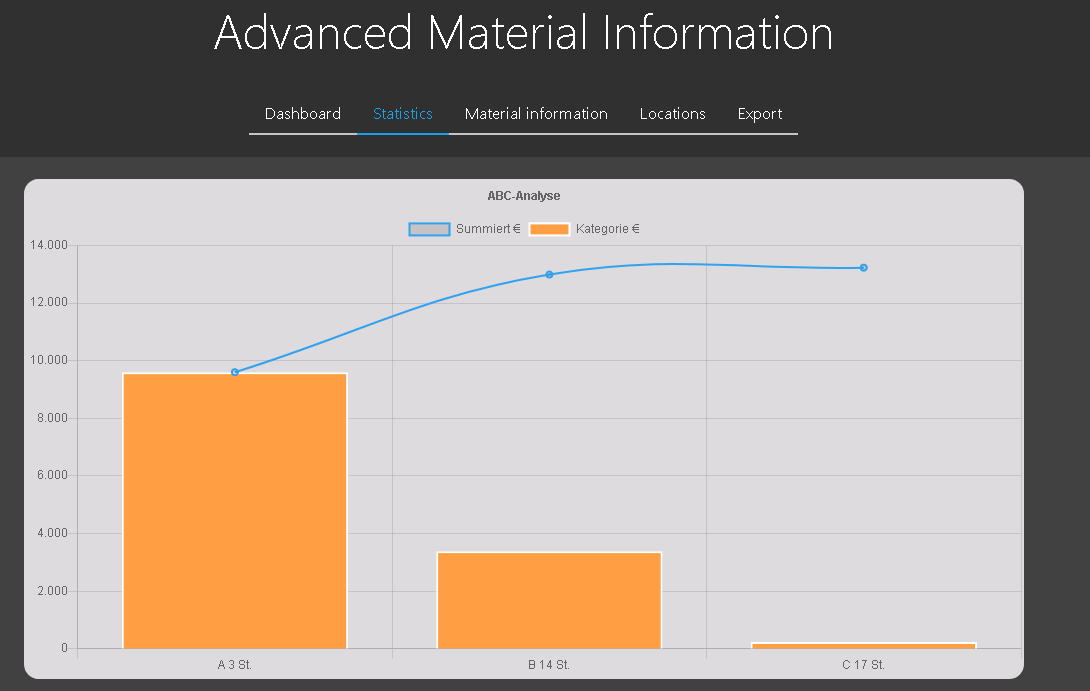 Advanced Material Information
Dashboard Statistics Material information Locations Export
ABC-Analyse
Summiert € Kategorie €
14.000
12.000
10.000
8.000
6.000
4.000
2.000
0
A 3 St. B 14 St. C 17 St.